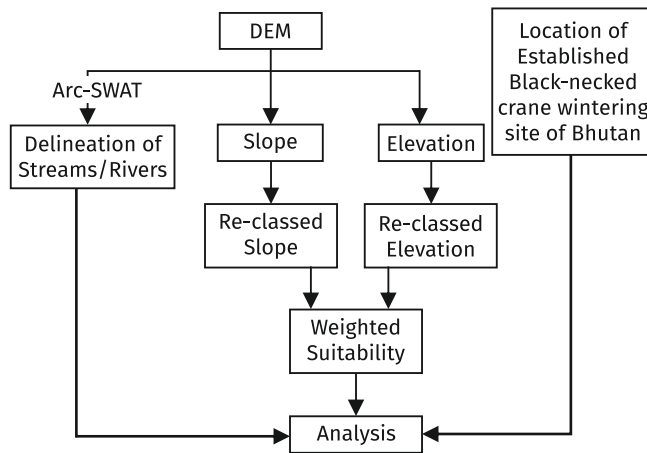 DEM
Location of
Established
Black-necked
crane wintering
site of Bhutan
Arc-SWAT
Delineation of
Streams/Rivers
Slope
Elevation
Re-classed
Slope
Re-classed
Elevation
Weighted
Suitability
Analysis